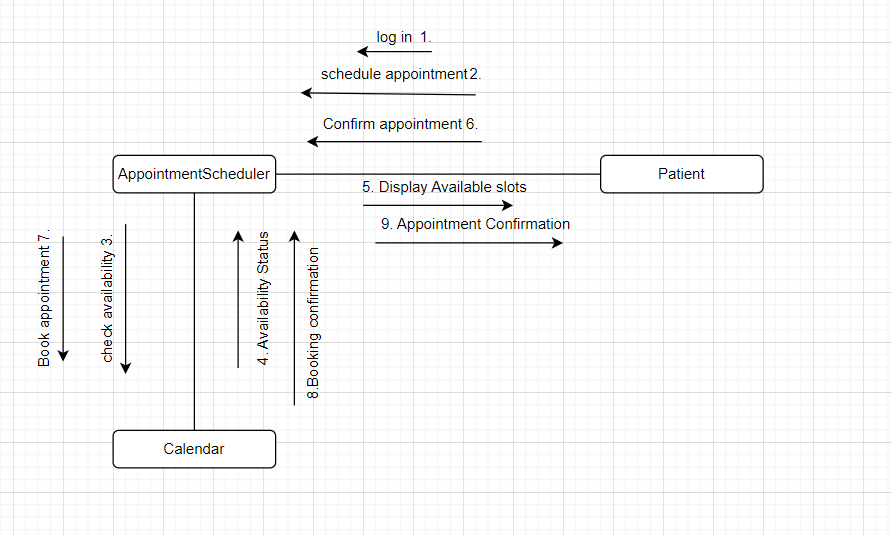 log in 1.
schedule appointment2.
Confirm appointment 6.
AppointmentScheduler
Patient
5. Display Available slots
9. Appointment Confirmation
Book appointment 7.
check availability 3.
4. Availability Status
8.Booking confirmation
Calendar